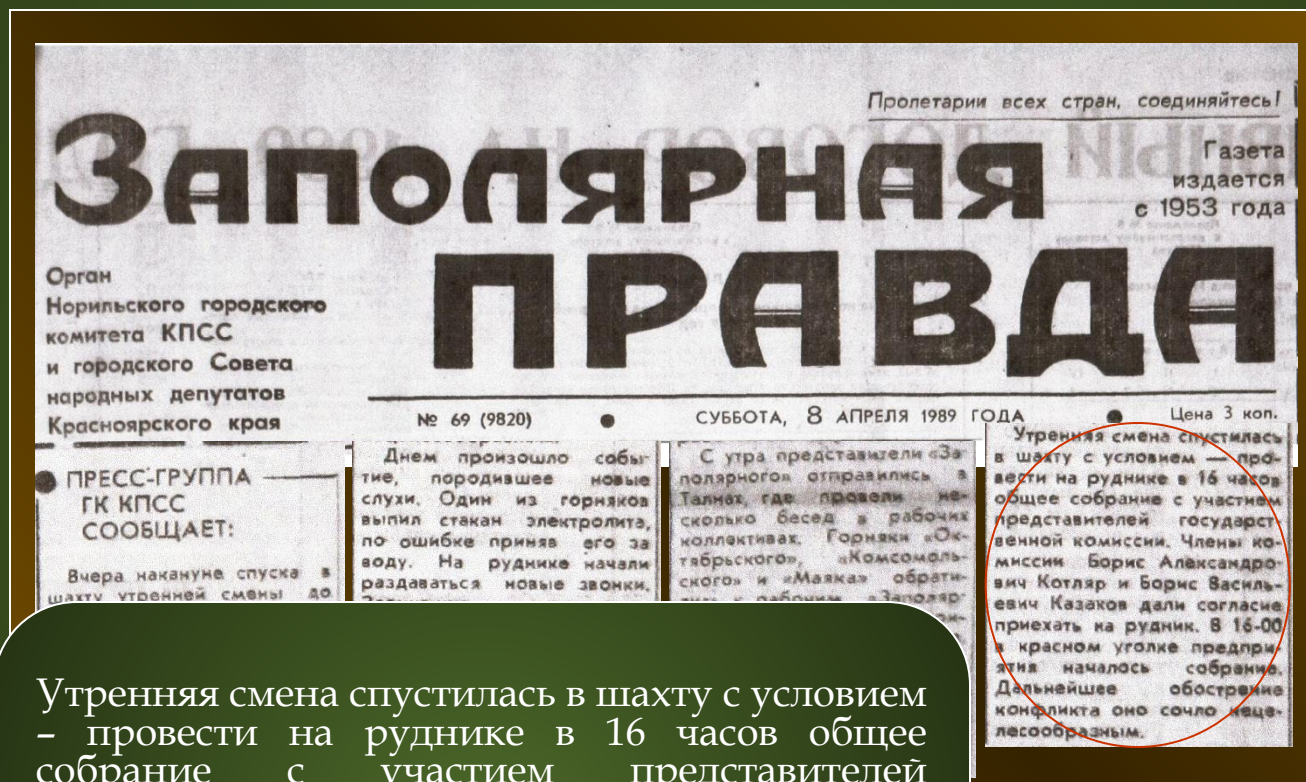 Пролетарии всех стран, соединяйтесь!
Заполярная
ПРАВДА
Газета
издается
с 1953 года
Орган
Норильского городского
комитета КПСС
и городского Совета
народных депутатов
Красноярского края
№ 69 (9820) ● СУББОТА, 8 АПРЕЛЯ 1989 ГОДА ● Цена 3 коп.
● ПРЕСС-ГРУППА
ГК КПСС
СООБЩАЕТ:
Вчера накануне спуска в
шахту утренней смены до
Днем произошло собы-
тие, породившее новые
слухи. Один из горняков
выпил стакан электролита,
по ошибке приняв его за
воду. На руднике начали
раздаваться новые звонки.
С утра представители «За-
полярного» отправились в
Талнах, где провели не-
сколько бесед в рабочих
коллективах. Горняки «Ок-
тябрьского», «Комсомоль-
ского» и «Маяка» обрати-
к рабочим «Заполяр-
Утренняя смена спустилась
в шахту с условием — про-
вести на руднике в 16 часов
общее собрание с участием
представителей государст-
венной комиссии. Члены ко-
миссии Борис Александро-
вич Котляр и Борис Василь-
евич Казаков дали согласие
приехать на рудник. В 16-00
в красном уголке предпри-
ятия началось собрание.
Дальнейшее обострение
конфликта оно сочло неце-
лесообразным.
Утренняя смена спустилась в шахту с условием
– провести на руднике в 16 часов общее
собрание с участием представителей